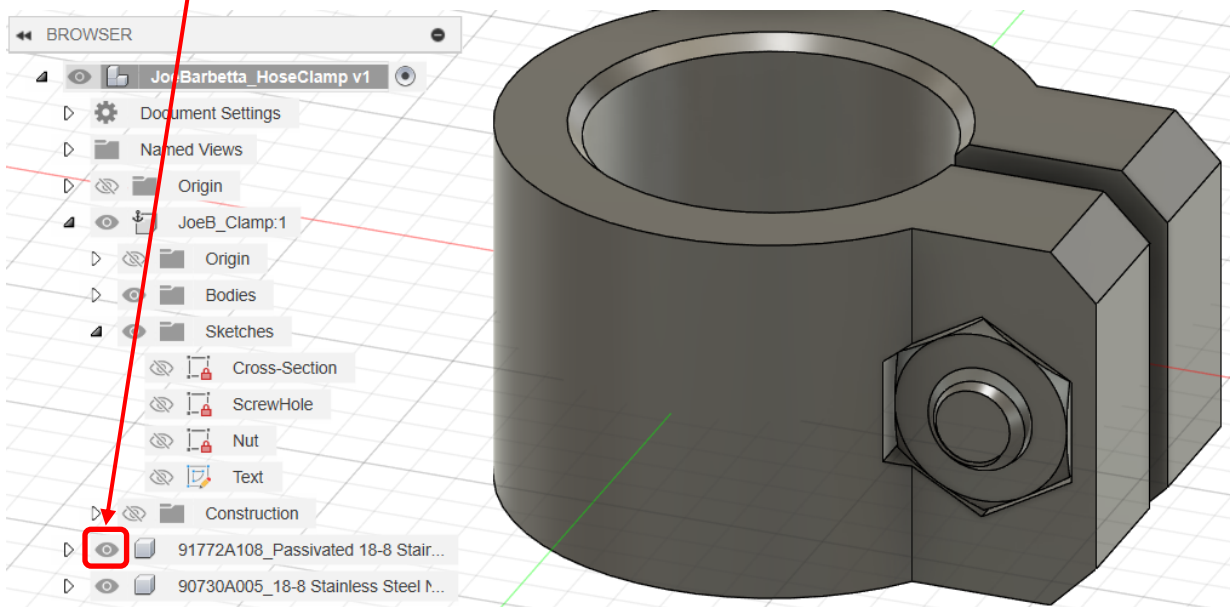 BROWSER
JoeBarbetta_HoseClamp v1
Document Settings
Named Views
Origin
JoeB_Clamp:1
Origin
Bodies
Sketches
Cross-Section
ScrewHole
Nut
Text
Construction
91772A108_Passivated 18-8 Stair...
90730A005_18-8 Stainless Steel N...